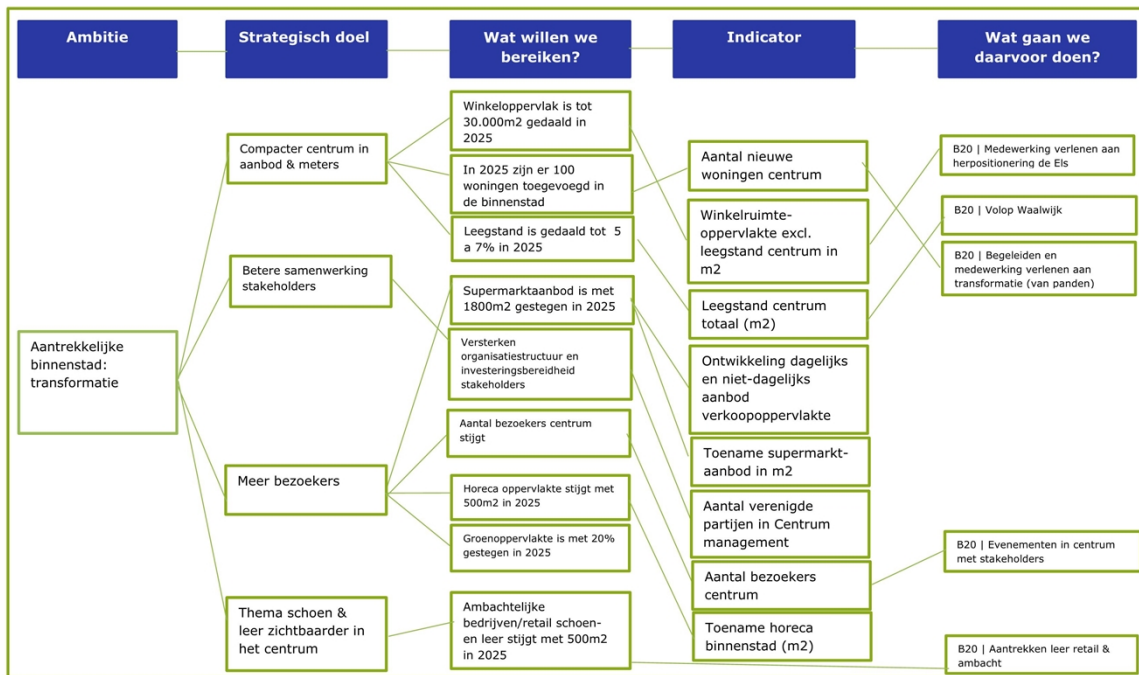 Ambitie
Strategisch doel
Wat willen we
bereiken?
Indicator
Wat gaan we
daarvoor doen?
Aantrekkelijke
binnenstad:
transformatie
Compacter centrum in
aanbod & meters
Betere samenwerking
stakeholders
Meer bezoekers
Thema schoen &
leer zichtbaarder in
het centrum
Winkeloppervlak is tot
30.000m2 gedaald in
2025
In 2025 zijn er 100
woningen toegevoegd in
de binnenstad
Leegstand is gedaald tot 5
a 7% in 2025
Supermarktaanbod is met
1800m2 gestegen in 2025
Versterken
organisatiestructuur en
investeringsbereidheid
stakeholders
Aantal bezoekers centrum
stijgt
Horeca oppervlakte stijgt met
500m2 in 2025
Groenoppervlakte is met 20%
gestegen in 2025
Ambachtelijke
bedrijven/retail schoen-
en leer stijgt met 500m2
in 2025
Aantal nieuwe
woningen centrum
Winkelruimte-
oppervlakte excl.
leegstand centrum in
m2
Leegstand centrum
totaal (m2)
Ontwikkeling dagelijks
en niet-dagelijks
aanbod
verkoopoppervlakte
Toename supermarkt-
aanbod in m2
Aantal verenigde
partijen in Centrum
management
Aantal bezoekers
centrum
Toename horeca
binnenstad (m2)
B20 | Medewerking verlenen aan
herpositionering de Els
B20 | Volop Waalwijk
B20 | Begeleiden en
medewerking verlenen aan
transformatie (van panden)
B20 | Evenementen in centrum
met stakeholders
B20 | Aantrekken leer retail &
ambacht